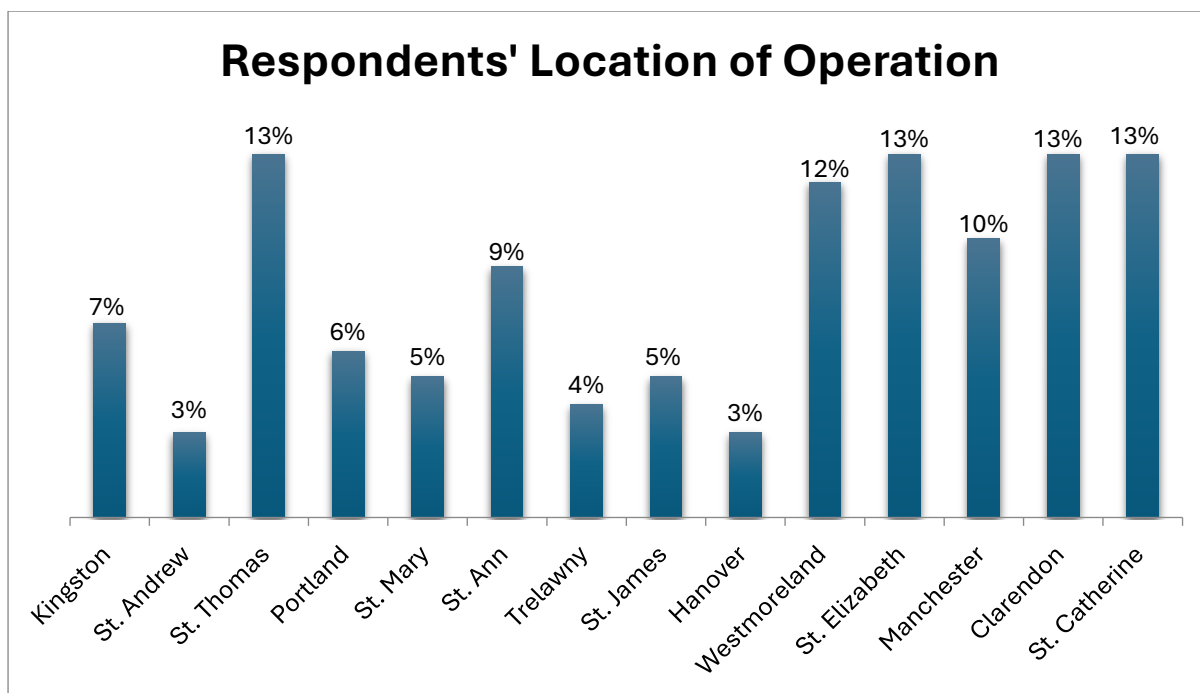 Respondents' Location of Operation
7%
3%
13%
6%
5%
9%
4%
5%
3%
12%
13%
10%
13%
13%
Kingston
St. Andrew
St. Thomas
Portland
St. Mary
St. Ann
Trelawny
St. James
Hanover
Westmoreland
St. Elizabeth
Manchester
Clarendon
St. Catherine